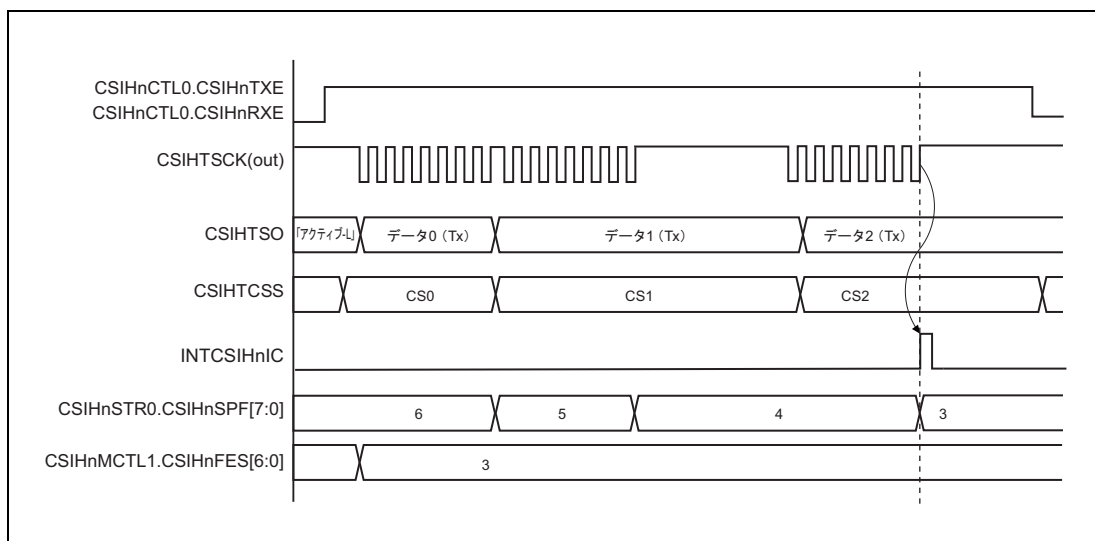 CSIHnCTL0.CSIHnTXE
CSIHnCTL0.CSIHnRXE
CSIHTSCK(out)
CSIHTSO 「アクティブ-L」 データ0 (Tx) データ1 (Tx) データ2 (Tx)
CSIHTCSS CS0 CS1 CS2
INTCSIHnIC
CSIHnSTR0.CSIHnSPF[7:0] 6 5 4 3
CSIHnMCTL1.CSIHnFES[6:0] 3